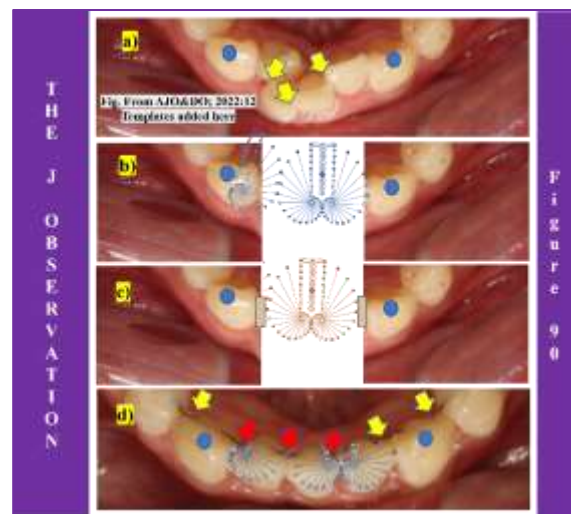 THE J OBSERVATION
a)
Fig. From AJO&DO; 2022:12
Templates added here
b)
c)
d)
Figure 90